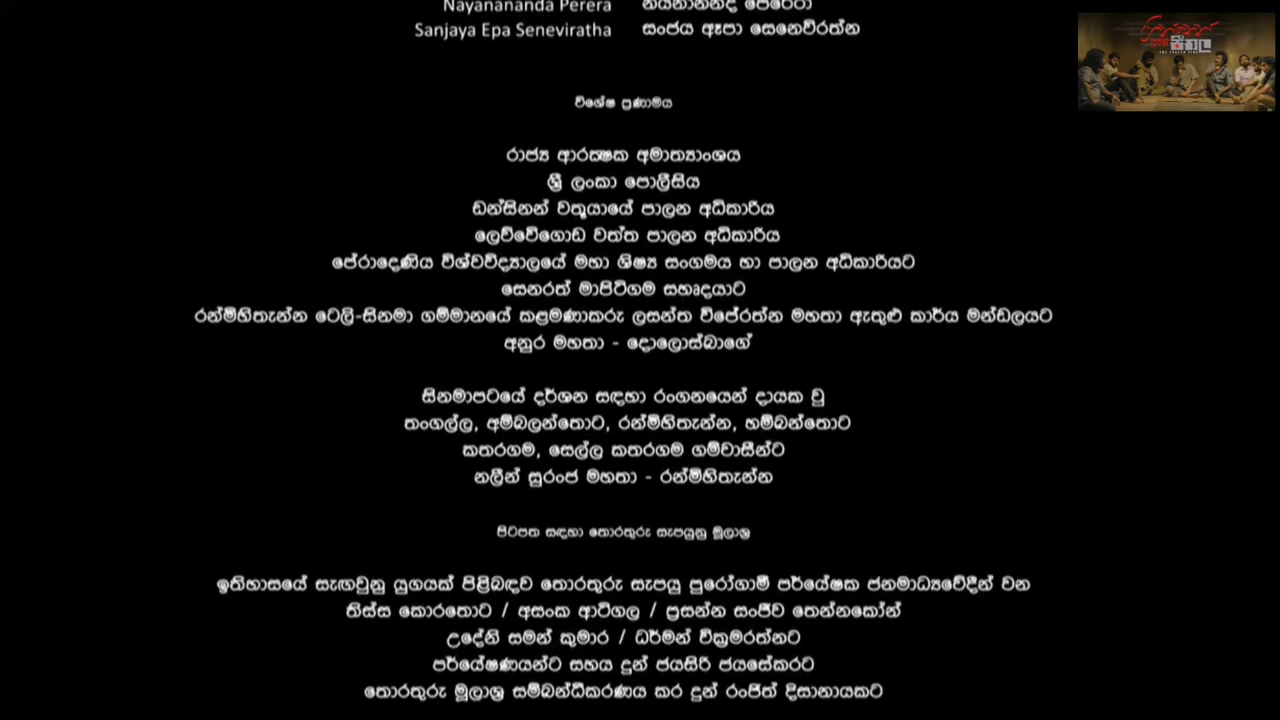 Nayanananda Perera නයනානන්ද පෙරේරා
Sanjaya Epa Seneviratha සංජය ඈපා සෙනෙවිරත්න
විශේෂ ප්‍රණාමය
රාජ්‍ය ආරක්‍ෂක අමාත්‍යාංශය
ශ්‍රී ලංකා පොලීසිය
ඩන්සිනන් වතුයායේ පාලන අධිකාරිය
ලෙව්වේගොඩ වත්ත පාලන අධිකාරිය
පේරාදෙණිය විශ්වවිද්‍යාලයේ මහා ශිෂ්‍ය සංගමය හා පාලන අධිකාරියට
සෙනරත් මාපිටිගම සහෘදයාට
රන්මිහිතැන්න ටෙලි-සිනමා ගම්මානයේ කළමණාකරු ලසන්ත විපේරත්න මහතා ඇතුළු කාර්ය මන්ඩලයට
අනුර මහතා - දොලොස්බාගේ
සිනමාපටයේ දර්ශන සඳහා රංගනයෙන් දායක වු
තංගල්ල, අම්බලන්තොට, රන්මිහිතැන්න, හම්බන්තොට
කතරගම, සෙල්ල කතරගම ගම්වාසීන්ට
නලීන් සුරංජ මහතා - රන්මිහිතැන්න
පිටපත සඳහා තොරතුරු සැපයුනු මූලාශ්‍ර
ඉතිහාසයේ සැඟවුනු යුගයක් පිළිබඳව තොරතුරු සැපයු පුරෝගාමී පර්යේෂක ජනමාධ්‍යවේදීන් වන
තිස්ස කොරතොට / අසංක ආටිගල / ප්‍රසන්න සංජීව තෙන්නකෝන්
උදේනි සමන් කුමාර / ධර්මන් වික්‍රමරත්නට
පර්යේෂණයන්ට සහය දුන් ජයසිරි ජයසේකරට
තොරතුරු මූලාශ්‍ර සම්බන්ධීකරණය කර දුන් රංජිත් දිසානායකට